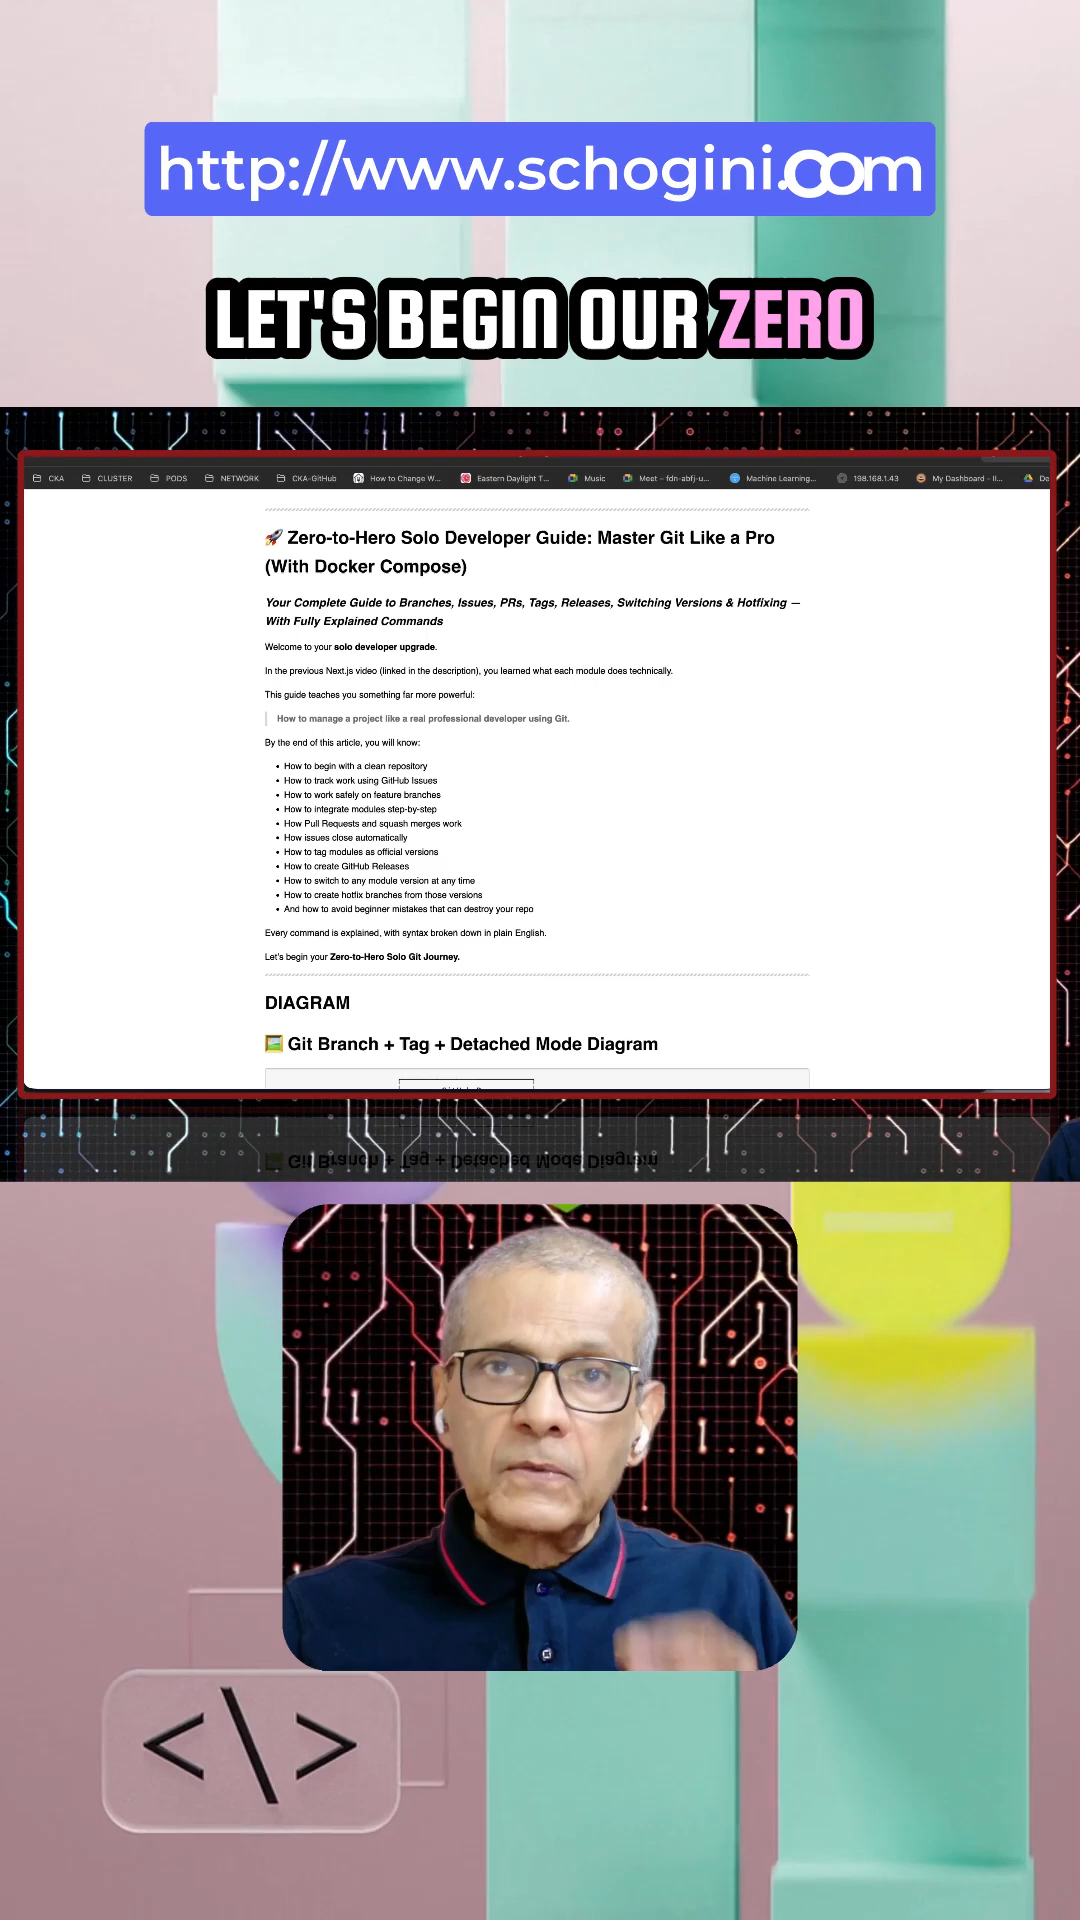 http://www.schogini.com
LET'S BEGIN OUR ZERO
CKA CLUSTER PODS NETWORK CKA-GitHub How to Change W... Eastern Daylight T... Music Meet – fdn-abfj-u... Machine Learning... 198.168.1.43 My Dashboard - Il... De
🚀 Zero-to-Hero Solo Developer Guide: Master Git Like a Pro
(With Docker Compose)
Your Complete Guide to Branches, Issues, PRs, Tags, Releases, Switching Versions & Hotfixing —
With Fully Explained Commands
Welcome to your solo developer upgrade.
In the previous Next.js video (linked in the description), you learned what each module does technically.
This guide teaches you something far more powerful:
How to manage a project like a real professional developer using Git.
By the end of this article, you will know:
• How to begin with a clean repository
• How to track work using GitHub Issues
• How to work safely on feature branches
• How to integrate modules step-by-step
• How Pull Requests and squash merges work
• How issues close automatically
• How to tag modules as official versions
• How to create GitHub Releases
• How to switch to any module version at any time
• How to create hotfix branches from those versions
• And how to avoid beginner mistakes that can destroy your repo
Every command is explained, with syntax broken down in plain English.
Let's begin your Zero-to-Hero Solo Git Journey.
DIAGRAM
🖼️ Git Branch + Tag + Detached Mode Diagram
Git Branch + Tag + Detached Mode Diagram
<\>